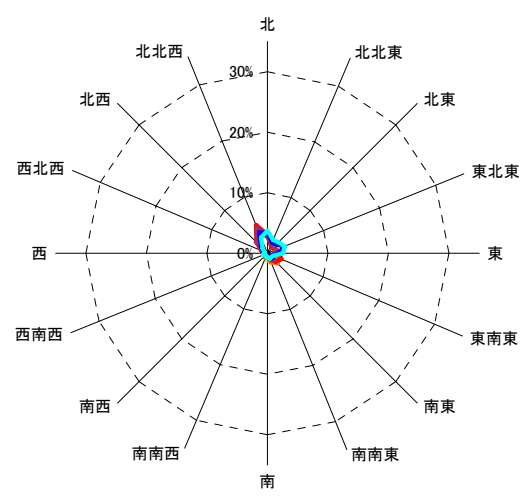 北
北北西
北北東
30%
北西
北東
20%
西北西
東北東
10%
西
0%
東
西南西
東南東
南西
南東
南南西
南南東
南